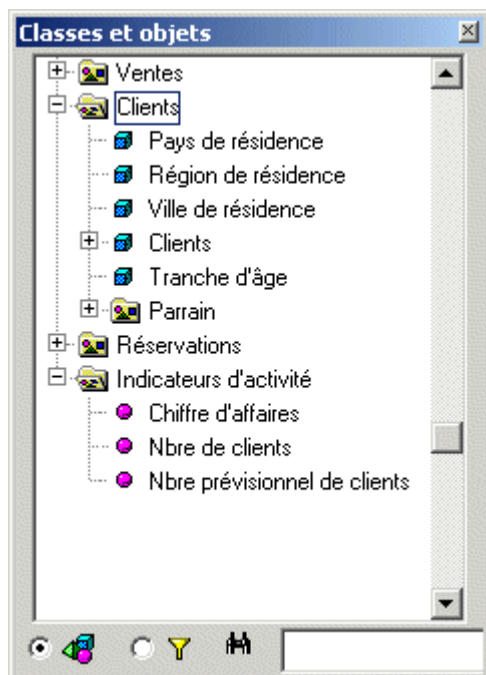 Classes et objets
Ventes
Clients
Pays de résidence
Région de résidence
Ville de résidence
Clients
Tranche d'âge
Parrain
Réservations
Indicateurs d'activité
Chiffre d'affaires
Nbre de clients
Nbre prévisionnel de clients